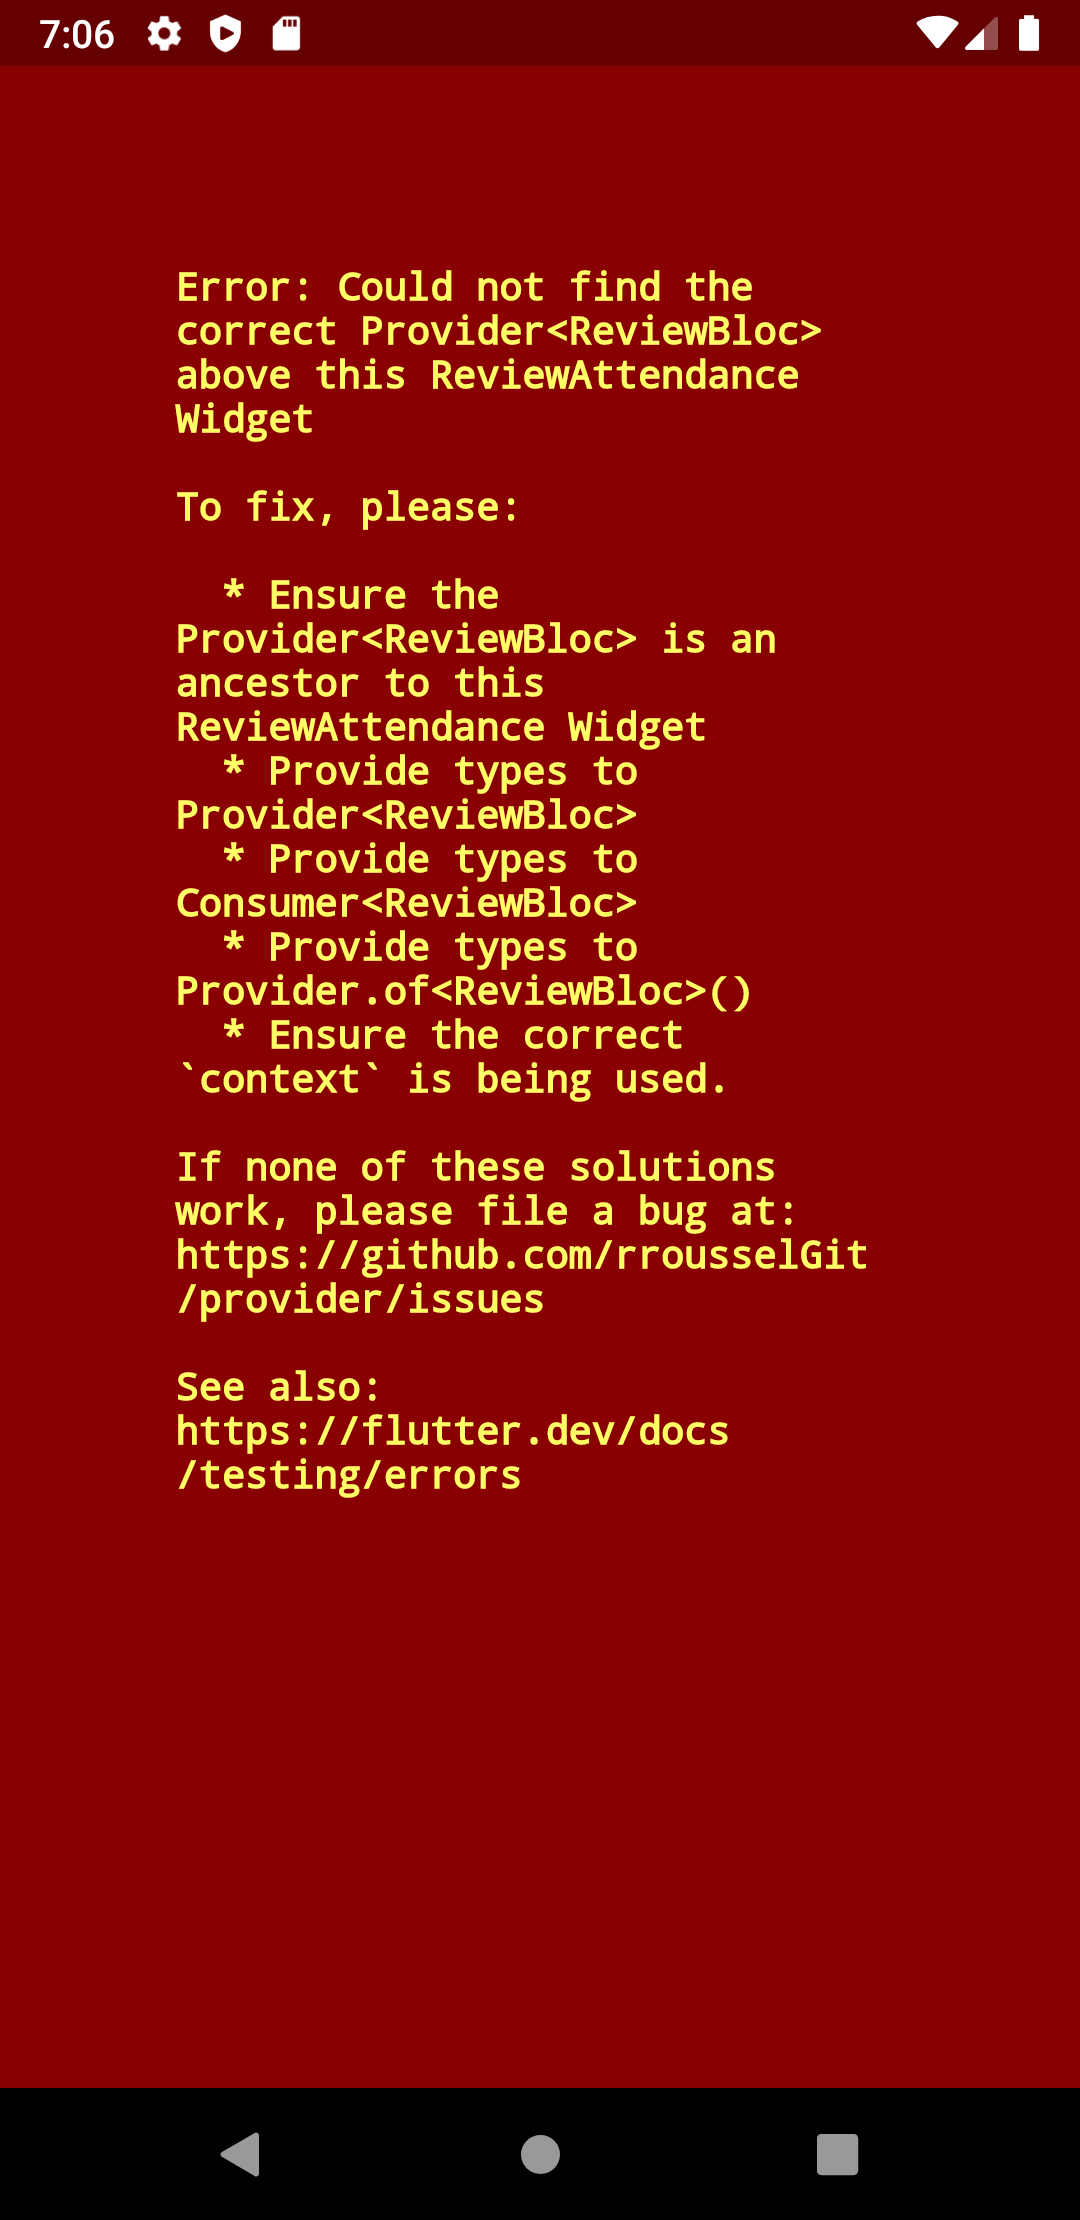 7:06
Error: Could not find the
correct Provider<ReviewBloc>
above this ReviewAttendance
Widget
To fix, please:
* Ensure the
Provider<ReviewBloc> is an
ancestor to this
ReviewAttendance Widget
* Provide types to
Provider<ReviewBloc>
* Provide types to
Consumer<ReviewBloc>
* Provide types to
Provider.of<ReviewBloc>()
* Ensure the correct
`context` is being used.
If none of these solutions
work, please file a bug at:
https://github.com/rrousselGit
/provider/issues
See also:
https://flutter.dev/docs
/testing/errors